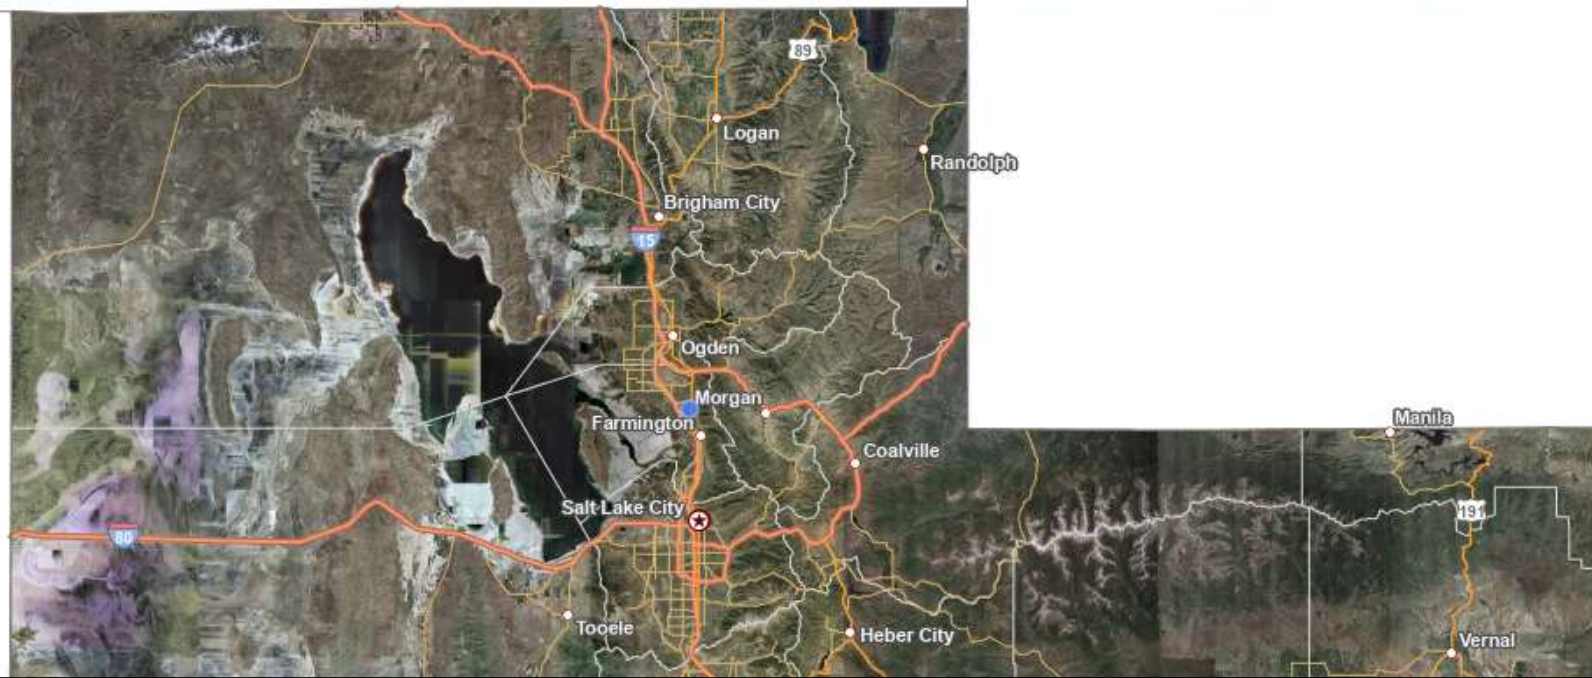 89
Logan
Randolph
Brigham City
15
Ogden
Morgan
Farmington
Manila
Coalville
Salt Lake City
191
80
Tooele
Heber City
Vernal